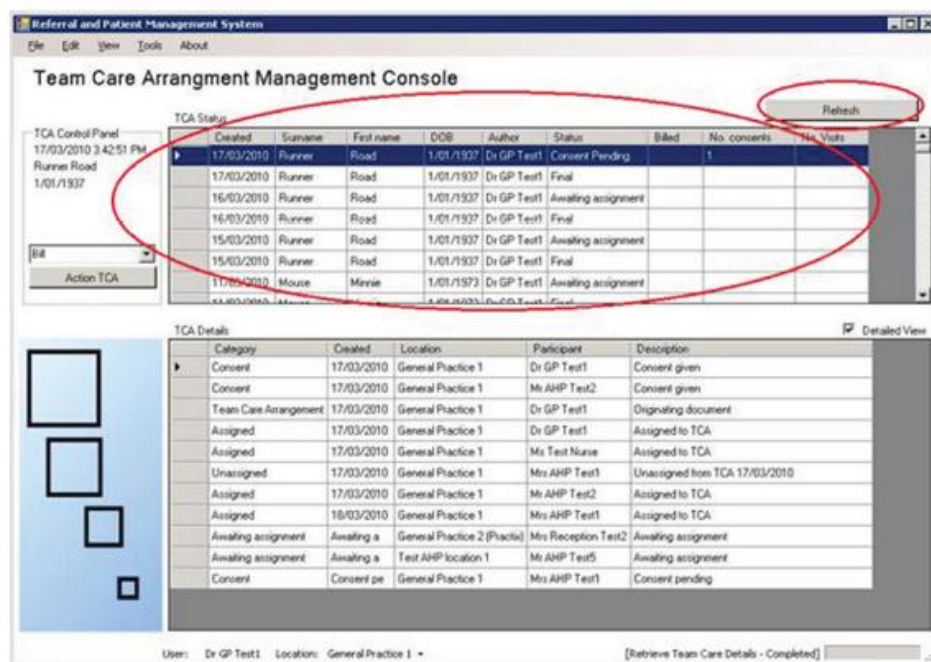 Referral and Patient Management System
File Edit View Tools About
Team Care Arrangment Management Console
Refresh
TCA Status
TCA Control Panel
17/03/2010 3:42:51 PM
Runner Road
1/01/1937
Bill
Action TCA
Created Surname First name DOB Author Status Billed No. consents No. Visits
17/03/2010 Runner Road 1/01/1937 Dr GP Test1 Consent Pending 1
17/03/2010 Runner Road 1/01/1937 Dr GP Test1 Final
16/03/2010 Runner Road 1/01/1937 Dr GP Test1 Awaiting assignment
16/03/2010 Runner Road 1/01/1937 Dr GP Test1 Final
15/03/2010 Runner Road 1/01/1937 Dr GP Test1 Awaiting assignment
15/03/2010 Runner Road 1/01/1937 Dr GP Test1 Final
11/03/2010 Mouse Minnie 1/01/1973 Dr GP Test1 Awaiting assignment
TCA Details
Detailed View
Category Created Location Participant Description
Consent 17/03/2010 General Practice 1 Dr GP Test1 Consent given
Consent 17/03/2010 General Practice 1 Mr AHP Test2 Consent given
Team Care Arrangement 17/03/2010 General Practice 1 Dr GP Test1 Originating document
Assigned 17/03/2010 General Practice 1 Dr GP Test1 Assigned to TCA
Assigned 17/03/2010 General Practice 1 Ms Test Nurse Assigned to TCA
Unassigned 17/03/2010 General Practice 1 Mrs AHP Test1 Unassigned from TCA 17/03/2010
Assigned 17/03/2010 General Practice 1 Mr AHP Test2 Assigned to TCA
Assigned 18/03/2010 General Practice 1 Mrs AHP Test1 Assigned to TCA
Awaiting assignment Awaiting a General Practice 2 (Practic) Mrs Reception Test2 Awaiting assignment
Awaiting assignment Awaiting a Test AHP location 1 Mr AHP Test5 Awaiting assignment
Consent Consent pe General Practice 1 Mrs AHP Test1 Consent pending
User: Dr GP Test1 Location: General Practice 1
[Retrieve Team Care Details - Completed]